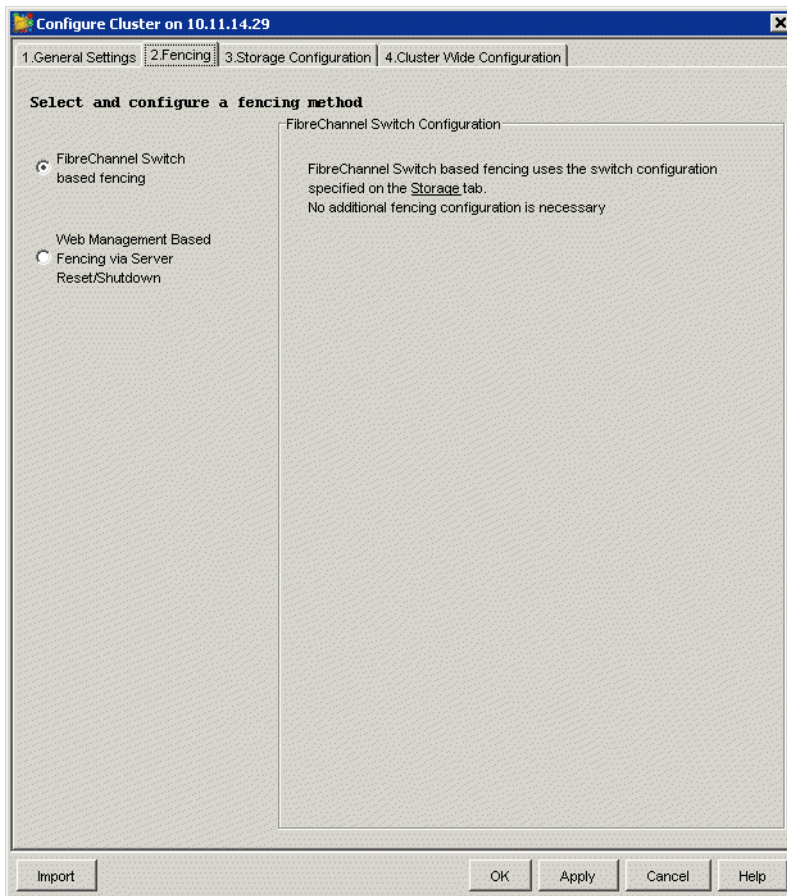 Configure Cluster on 10.11.14.29
1.General Settings 2.Fencing 3.Storage Configuration 4.Cluster Wide Configuration
Select and configure a fencing method
FibreChannel Switch
based fencing
Web Management Based
Fencing via Server
Reset/Shutdown
FibreChannel Switch Configuration
FibreChannel Switch based fencing uses the switch configuration
specified on the Storage tab.
No additional fencing configuration is necessary
Import OK Apply Cancel Help